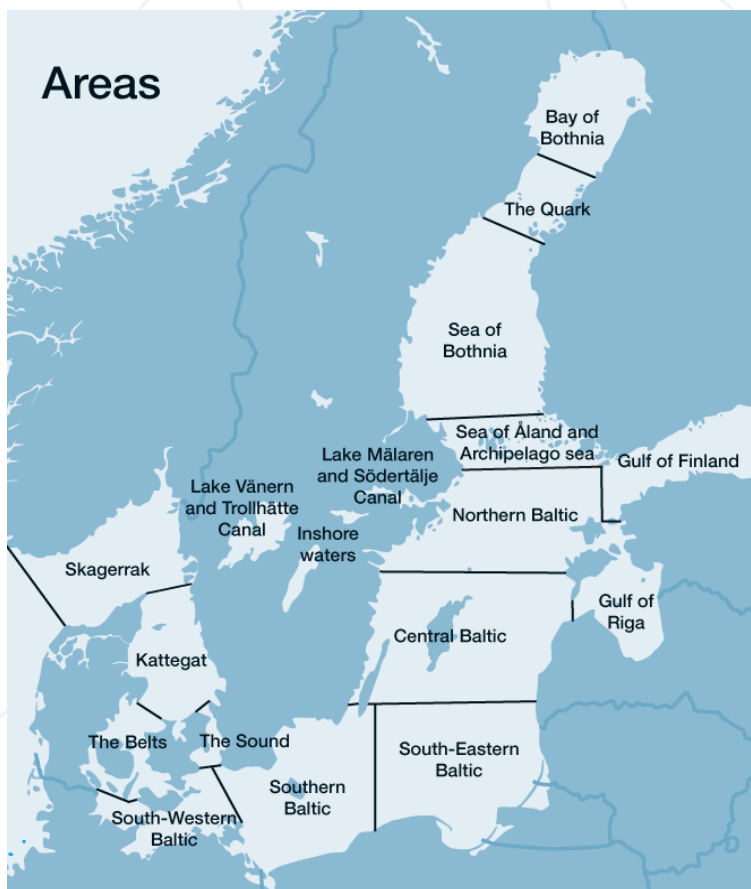 Areas
Bay of
Bothnia
The Quark
Sea of
Bothnia
Sea of Åland and
Archipelago sea
Gulf of Finland
Lake Mälaren
and Södertälje
Canal
Lake Vänern
and Trollhätte
Canal
Inshore
waters
Northern Baltic
Skagerrak
Gulf of
Riga
Central Baltic
Kattegat
The Belts
The Sound
South-Eastern
Baltic
Southern
Baltic
South-Western
Baltic